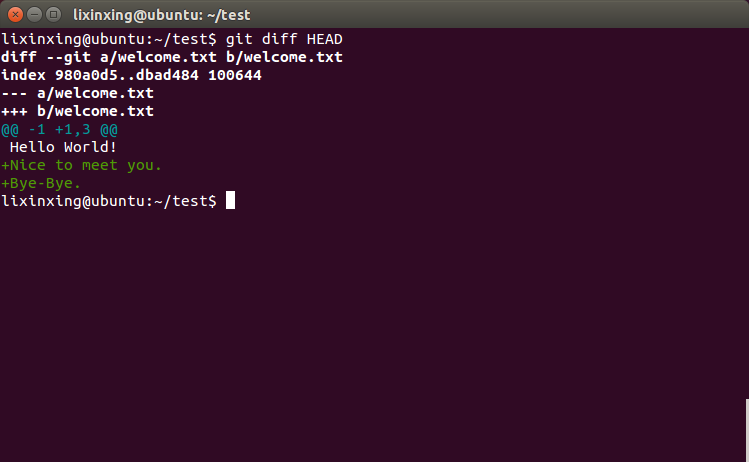 lixinxing@ubuntu: ~/test
lixinxing@ubuntu:~/test$ git diff HEAD
diff --git a/welcome.txt b/welcome.txt
index 980a0d5..dbad484 100644
--- a/welcome.txt
+++ b/welcome.txt
@@ -1 +1,3 @@
 Hello World!
+Nice to meet you.
+Bye-Bye.
lixinxing@ubuntu:~/test$